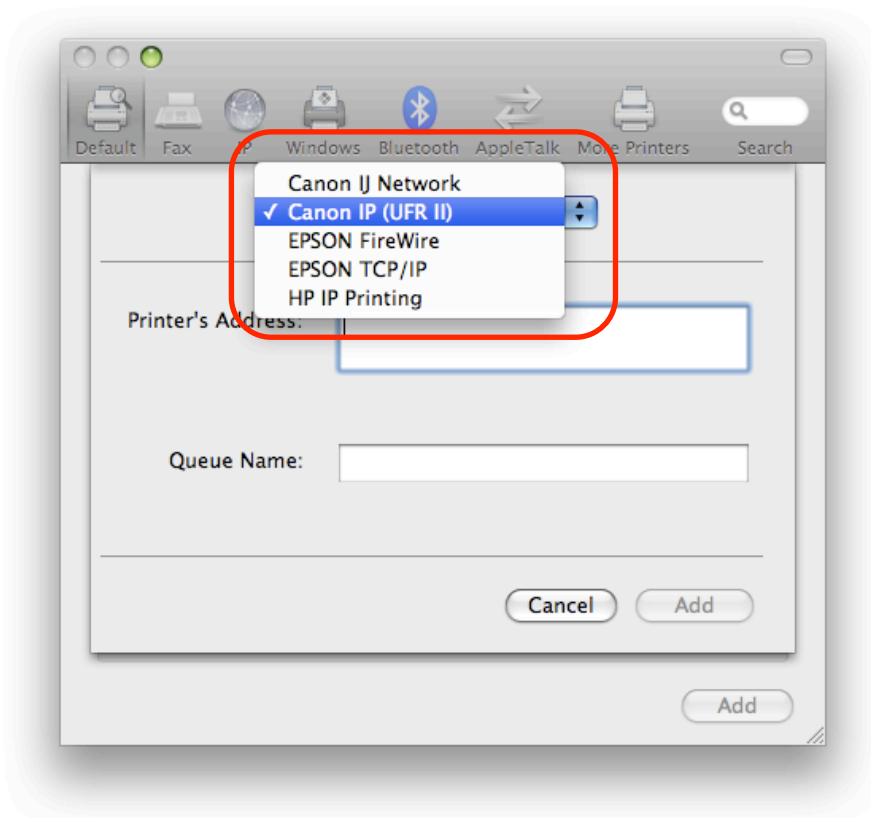 Default Fax IP Windows Bluetooth AppleTalk More Printers Search
Canon IJ Network
✓ Canon IP (UFR II)
EPSON FireWire
EPSON TCP/IP
HP IP Printing
Printer's Address:
Queue Name:
Cancel Add
Add